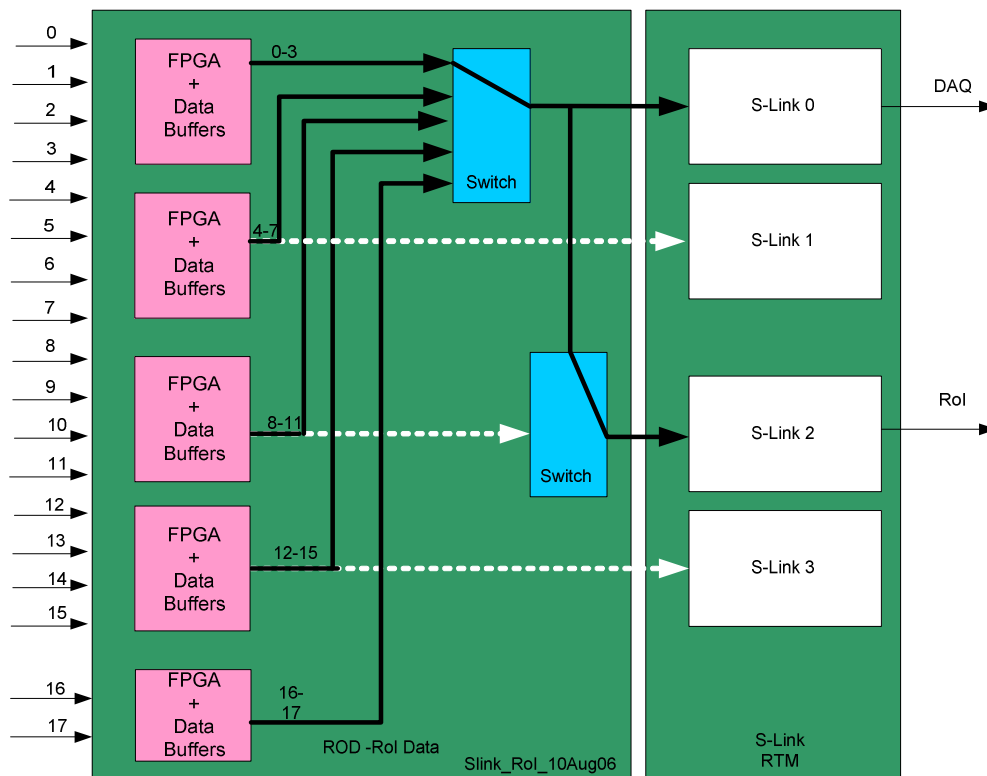 0
1
2
3
4
5
6
7
8
9
10
11
12
13
14
15
16
17
FPGA
+
Data
Buffers
0-3
FPGA
+
Data
Buffers
4-7
FPGA
+
Data
Buffers
8-11
FPGA
+
Data
Buffers
12-15
FPGA
+
Data
Buffers
16-
17
Switch
Switch
ROD -RoI Data
Slink_RoI_10Aug06
S-Link 0
S-Link 1
S-Link 2
S-Link 3
S-Link
RTM
DAQ
RoI